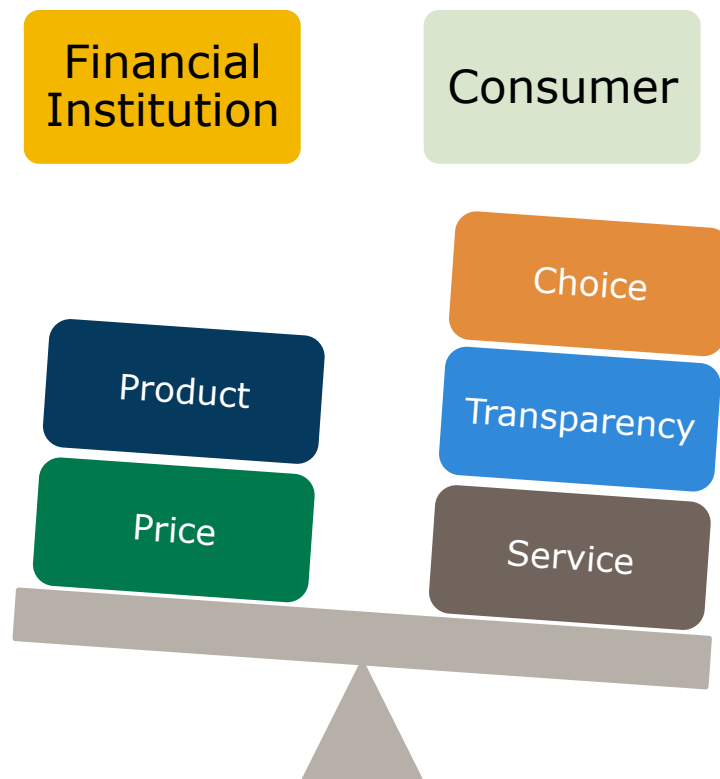 Financial
Institution
Consumer
Choice
Product
Transparency
Price
Service